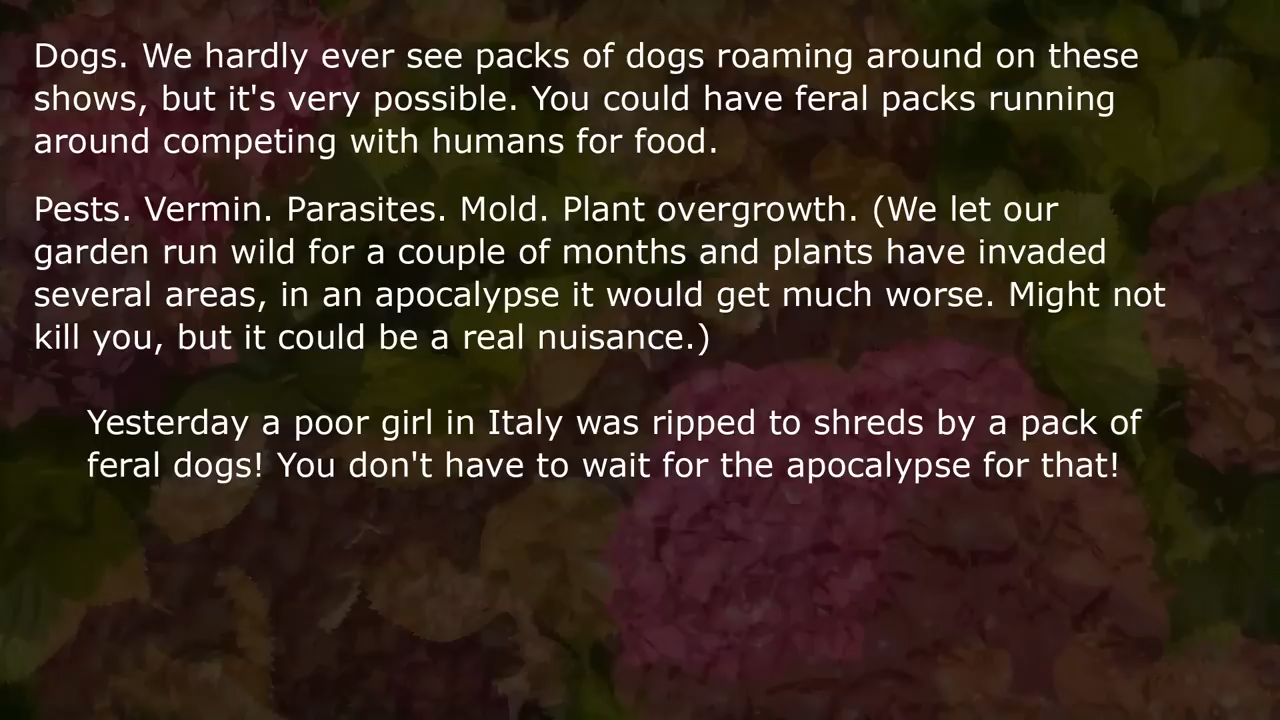 Dogs. We hardly ever see packs of dogs roaming around on these
shows, but it's very possible. You could have feral packs running
around competing with humans for food.
Pests. Vermin. Parasites. Mold. Plant overgrowth. (We let our
garden run wild for a couple of months and plants have invaded
several areas, in an apocalypse it would get much worse. Might not
kill you, but it could be a real nuisance.)
Yesterday a poor girl in Italy was ripped to shreds by a pack of
feral dogs! You don't have to wait for the apocalypse for that!